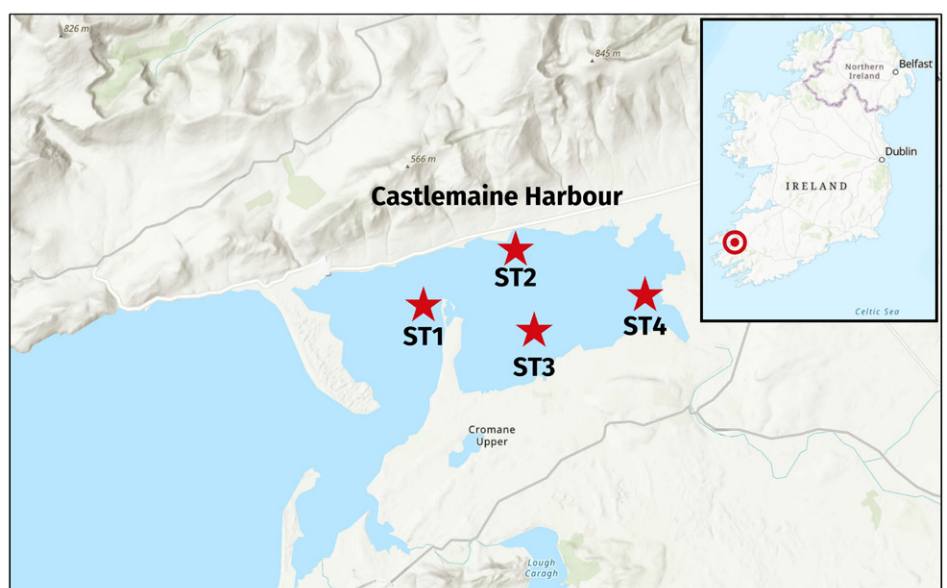 826 m
845 m
566 m
Castlemaine Harbour
ST2
ST1
ST4
ST3
Cromane
Upper
Lough
Caragh
Northern
Ireland
Belfast
Dublin
IRELAND
Celtic Sea